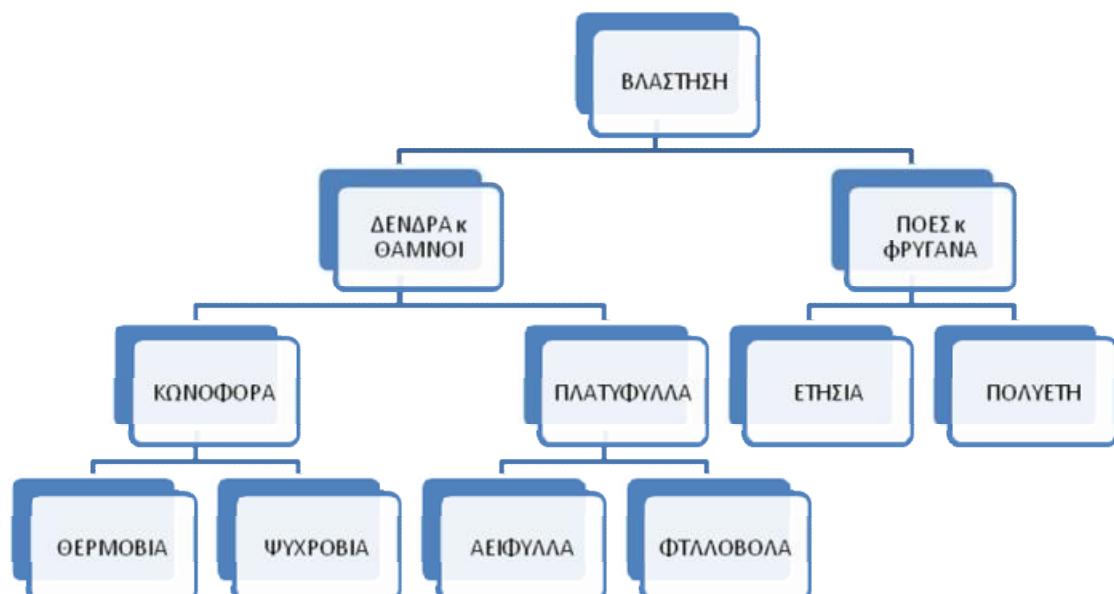 ΒΛΑΣΤΗΣΗ
ΔΕΝΔΡΑ κ
ΘΑΜΝΟΙ
ΠΟΕΣ κ
φΡΥΓΑΝΑ
ΚΩΝΟΦΟΡΑ
ΠΛΑΤΥΦΥΛΛΑ
ΕΤΗΣΙΑ
ΠΟΛΥΕΤΗ
ΘΕΡΜΟΒΙΑ
ΨΥΧΡΟΒΙΑ
ΑΕΙΦΥΛΛΑ
ΦΤΛΛΟΒΟΛΑ